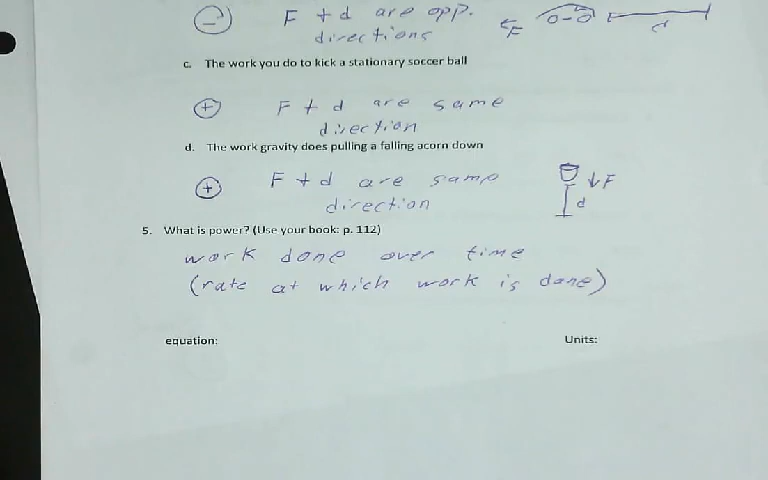 (-) F + d are opp.
directions
F d
c. The work you do to kick a stationary soccer ball
(+) F + d are same
direction
d. The work gravity does pulling a falling acorn down
(+) F + d are same
direction
F
d
5. What is power? (Use your book: p. 112)
work done over time
(rate at which work is done)
equation: Units: